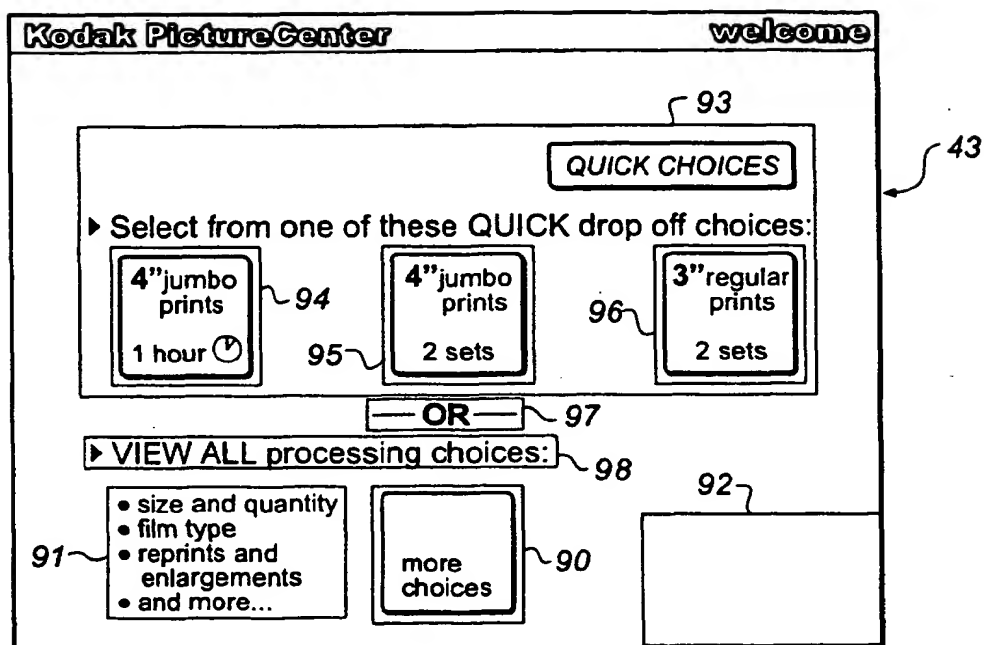 Kodak PictureCenter welcome
93
QUICK CHOICES
43
▶ Select from one of these QUICK drop off choices:
4" jumbo prints
1 hour
94
4" jumbo prints
2 sets
95
3" regular prints
2 sets
96
— OR —
97
▶ VIEW ALL processing choices:
98
• size and quantity
• film type
• reprints and
enlargements
• and more...
91
more
choices
90
92